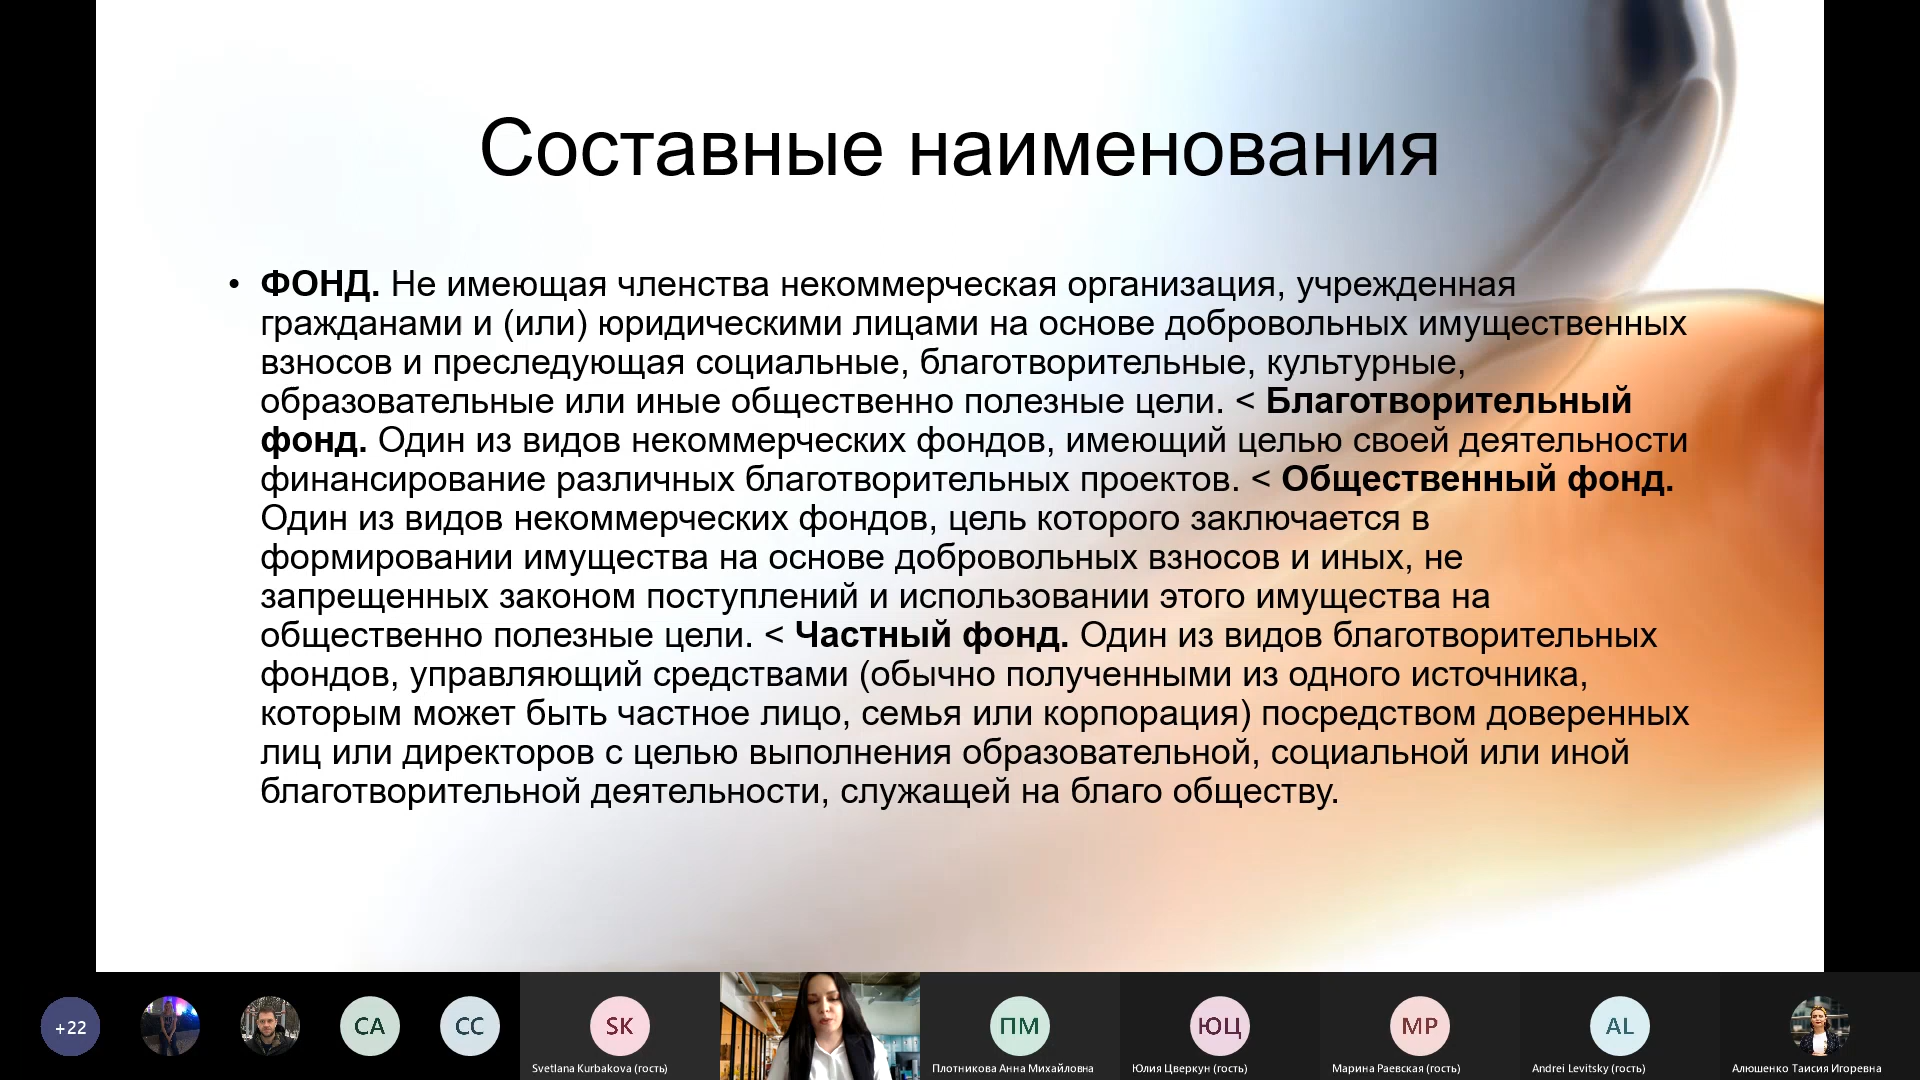 Составные наименования
• ФОНД. Не имеющая членства некоммерческая организация, учрежденная
гражданами и (или) юридическими лицами на основе добровольных имущественных
взносов и преследующая социальные, благотворительные, культурные,
образовательные или иные общественно полезные цели. < Благотворительный
фонд. Один из видов некоммерческих фондов, имеющий целью своей деятельности
финансирование различных благотворительных проектов. < Общественный фонд.
Один из видов некоммерческих фондов, цель которого заключается в
формировании имущества на основе добровольных взносов и иных, не
запрещенных законом поступлений и использовании этого имущества на
общественно полезные цели. < Частный фонд. Один из видов благотворительных
фондов, управляющий средствами (обычно полученными из одного источника,
которым может быть частное лицо, семья или корпорация) посредством доверенных
лиц или директоров с целью выполнения образовательной, социальной или иной
благотворительной деятельности, служащей на благо обществу.
+22
СА
СС
SK
ПМ
ЮЦ
МР
AL
Svetlana Kurbakova (гость)
Плотникова Анна Михайловна
Юлия Цверкун (гость)
Марина Раевская (гость)
Andrei Levitsky (гость)
Алюшенко Таисия Игоревна